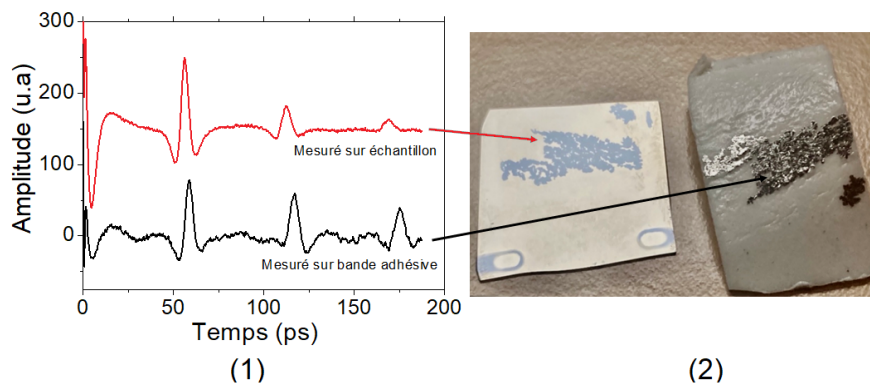 300
200
100
0
Amplitude (u.a)
Mesuré sur échantillon
Mesuré sur bande adhésive
0 50 100 150 200
Temps (ps)
(1) (2)